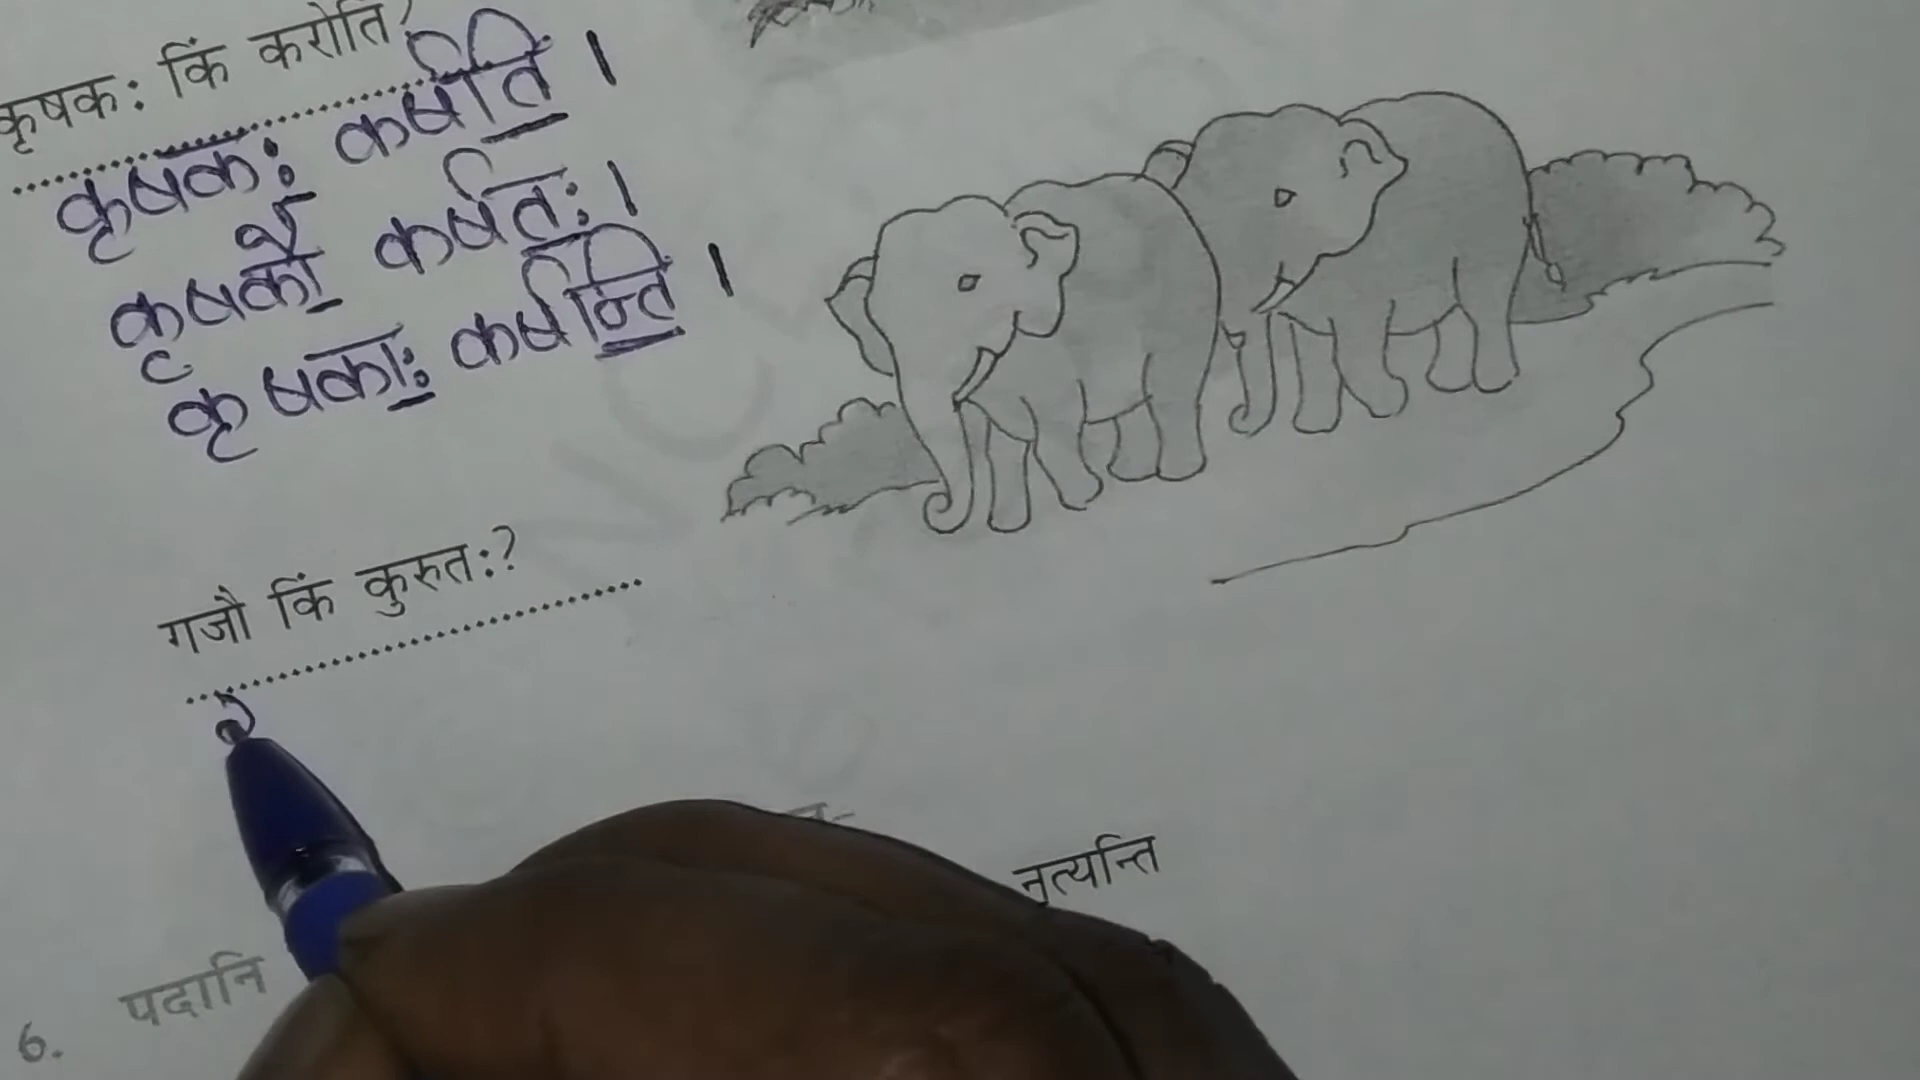 कृषक: किं करोति?
कृषक: कर्षति ।
कृषकौ कर्षत: ।
कृषका: कर्षन्ति ।
गजौ किं कुरुत:?
नृत्यन्ति
6. पदानि